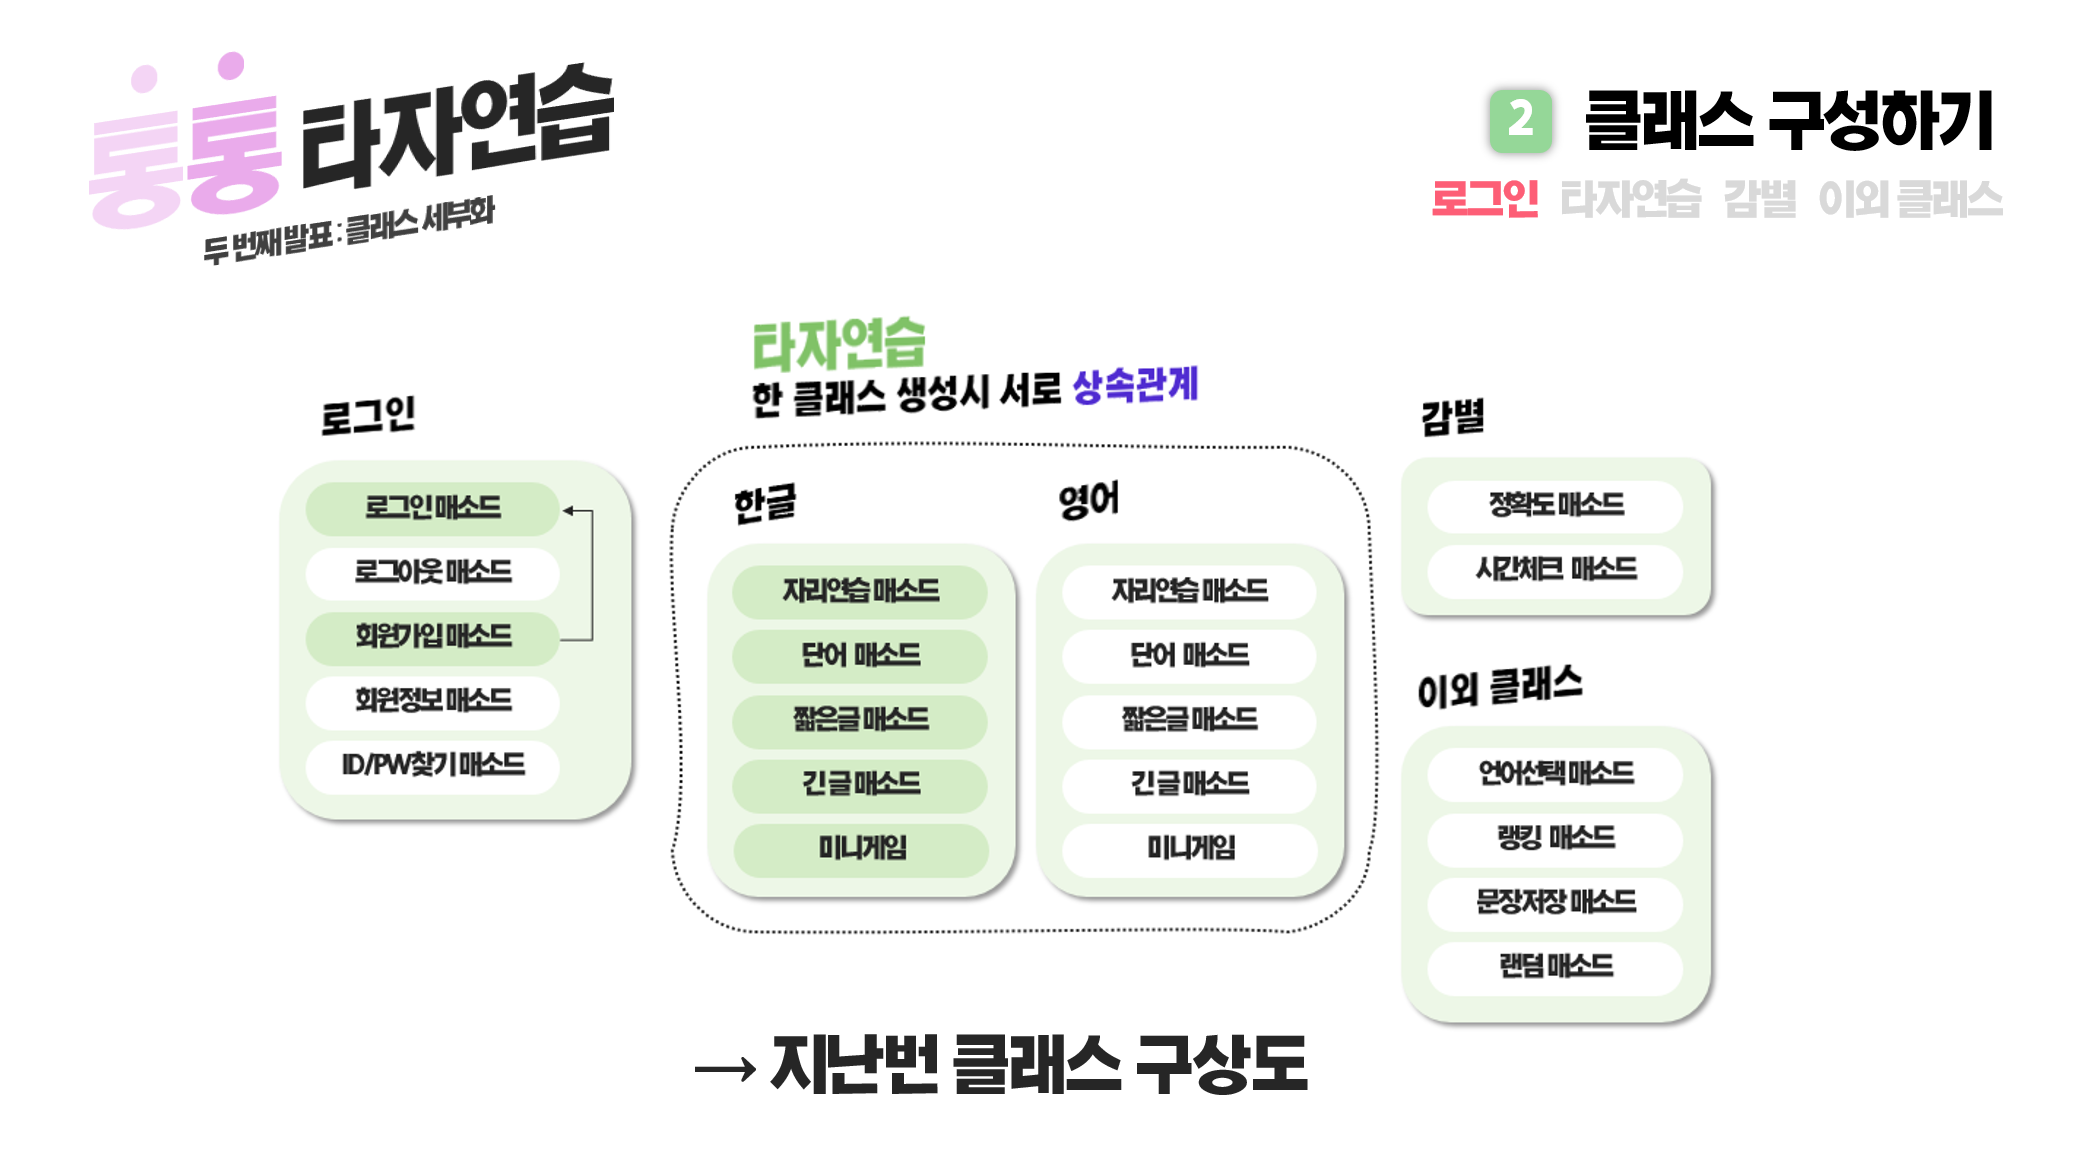 통통 타자연습
두번째 발표 : 클래스 세부화
2 클래스 구성하기
로그인 타자연습 감별 이외 클래스
로그인
로그인 매소드
로그아웃 매소드
회원가입 매소드
회원정보 매소드
ID/PW찾기 매소드
타자연습
한 클래스 생성시 서로 상속관계
한글
자리연습 매소드
단어 매소드
짧은글 매소드
긴글 매소드
미니게임
영어
자리연습 매소드
단어 매소드
짧은글 매소드
긴글 매소드
미니게임
감별
정확도 매소드
시간체크 매소드
이외 클래스
언어선택 매소드
랭킹 매소드
문장저장 매소드
랜덤 매소드
→ 지난번 클래스 구상도